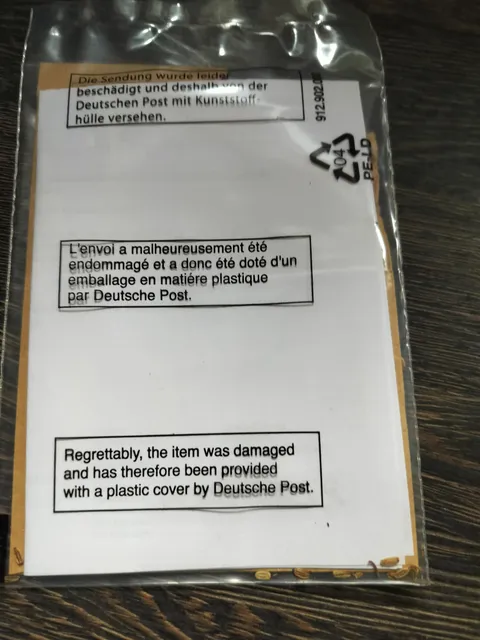 Die Sendung wurde leider
beschädigt und deshalb von der
Deutschen Post mit Kunststoff-
hülle versehen.
912.902.0
04
PE-LD
L'envoi a malheureusement été
endommagé et a donc été doté d'un
emballage en matiére plastique
par Deutsche Post.
Regrettably, the item was damaged
and has therefore been provided
with a plastic cover by Deutsche Post.